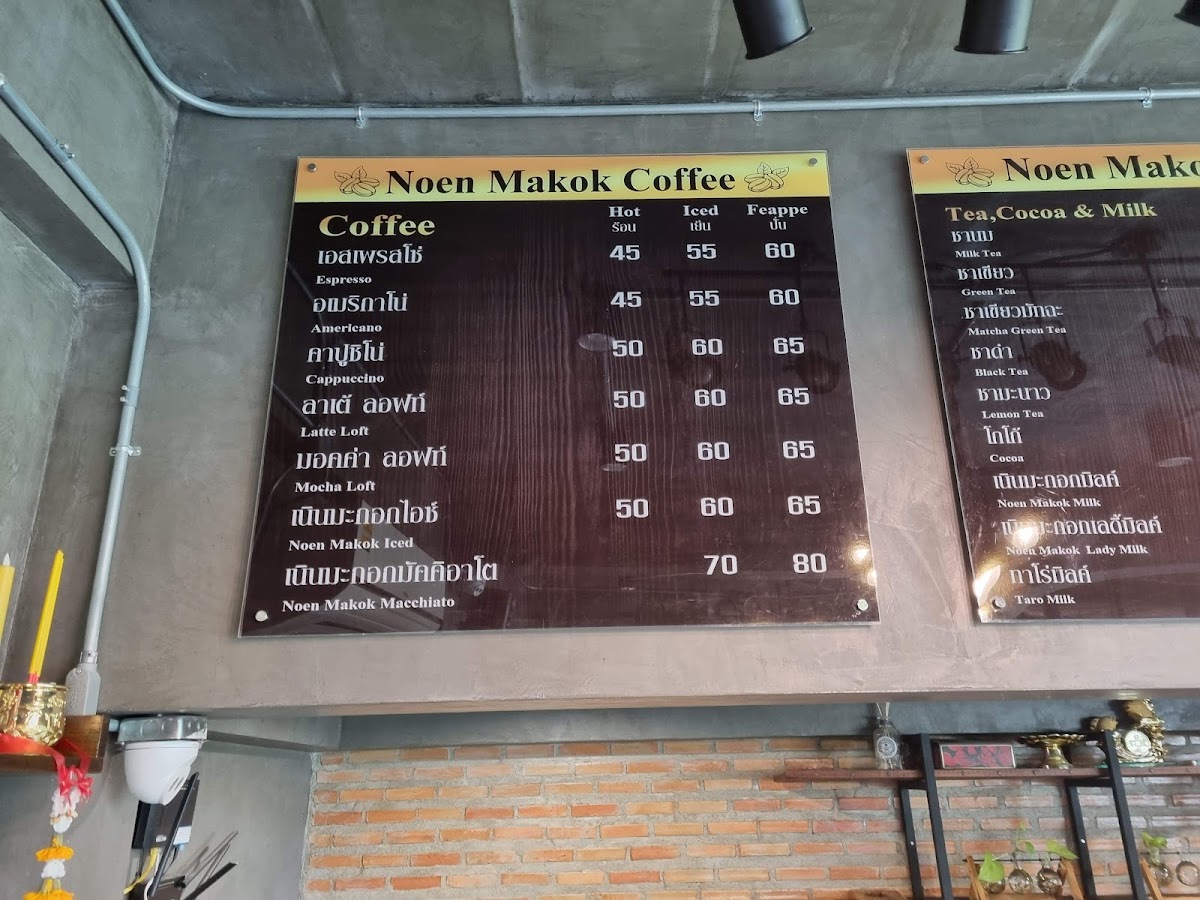 Noen Makok Coffee
Coffee
Hot Iced Feappe
ร้อน เย็น ปั่น
เอสเพรสโซ่ 45 55 60
Espresso
อเมริกาโน่ 45 55 60
Americano
คาปูชิโน่ 50 60 65
Cappuccino
ลาเต้ ลอฟท์ 50 60 65
Latte Loft
มอคค่า ลอฟท์ 50 60 65
Mocha Loft
เนินมะกอกไอซ์ 50 60 65
Noen Makok Iced
เนินมะกอกมัคคิอาโต 70 80
Noen Makok Macchiato
Noen Mako
Tea,Cocoa & Milk
ชานม
Milk Tea
ชาเขียว
Green Tea
ชาเขียวมัทฉะ
Matcha Green Tea
ชาดำ
Black Tea
ชามะนาว
Lemon Tea
โกโก้
Cocoa
เนินมะกอกมิลค์
Noen Makok Milk
เนินมะกอกเลดี้มิลค์
Noen Makok Lady Milk
ทาโร่มิลค์
Taro Milk